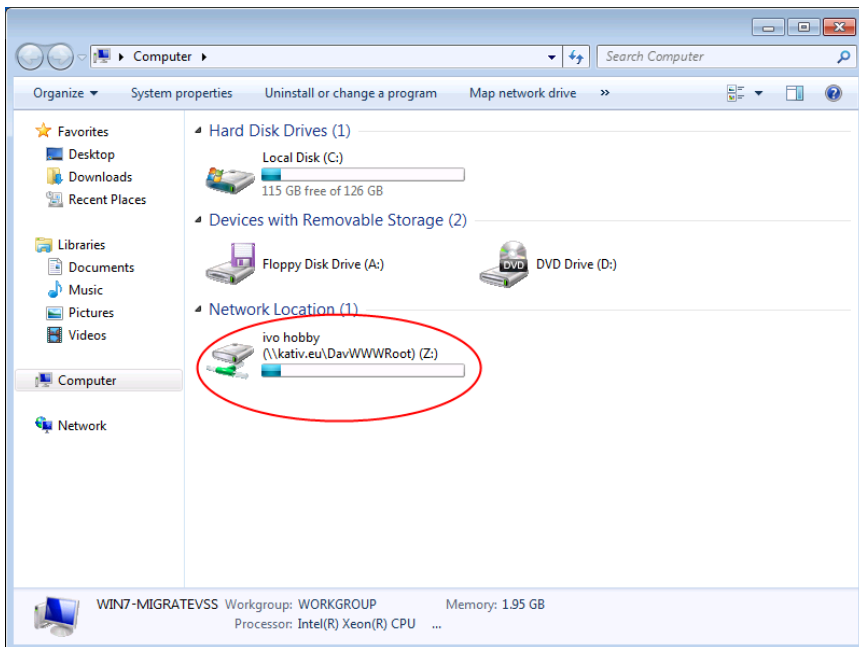 Computer
Search Computer
Organize
System properties
Uninstall or change a program
Map network drive
»
Favorites
Desktop
Downloads
Recent Places
Libraries
Documents
Music
Pictures
Videos
Computer
Network
Hard Disk Drives (1)
Local Disk (C:)
115 GB free of 126 GB
Devices with Removable Storage (2)
Floppy Disk Drive (A:)
DVD
DVD Drive (D:)
Network Location (1)
ivo hobby
(\\kativ.eu\DavWWWRoot) (Z:)
WIN7-MIGRATEVSS Workgroup: WORKGROUP Memory: 1.95 GB
Processor: Intel(R) Xeon(R) CPU ...